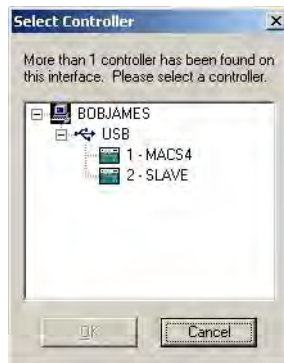 Select Controller
More than 1 controller has been found on
this interface. Please select a controller.
BOBJAMES
USB
1 - MACS4
2 - SLAVE
OK
Cancel